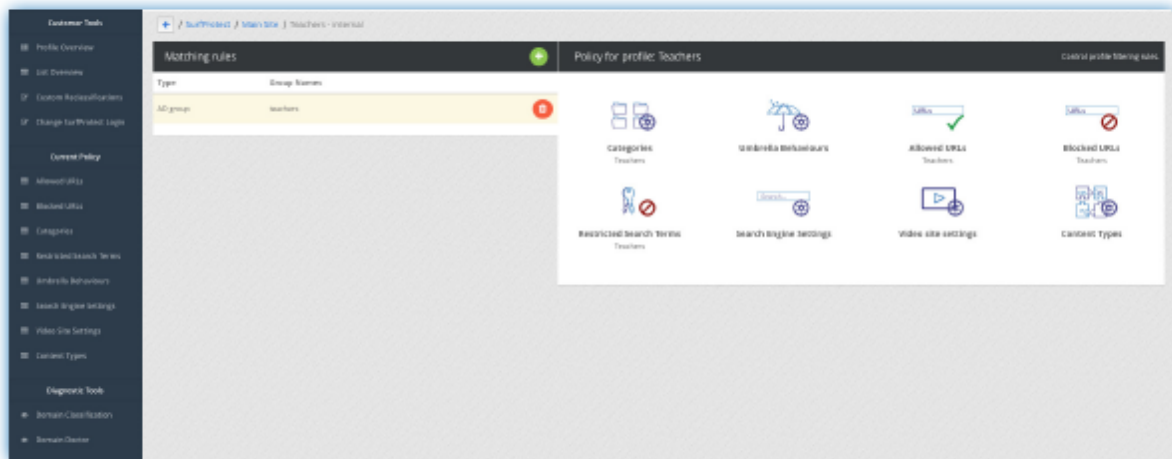 Customer Tools
Profile Overview
List Overview
Custom Reclassifications
Change SurfProtect Login
Current Policy
Allowed URLs
Blocked URLs
Categories
Restricted Search Terms
Umbrella Behaviours
Search Engine Settings
Video Site Settings
Content Types
Diagnostic Tools
Domain Classification
Domain Doctor
/ SurfProtect / Main Site / Teachers - Internal
Matching rules
Type Group Names
AD group teachers
Policy for profile: Teachers Control profile filtering rules
URLs URLs
Categories Umbrella Behaviours Allowed URLs Blocked URLs
Teachers Teachers Teachers
Search...
Restricted Search Terms Search Engine Settings Video site settings Content Types
Teachers